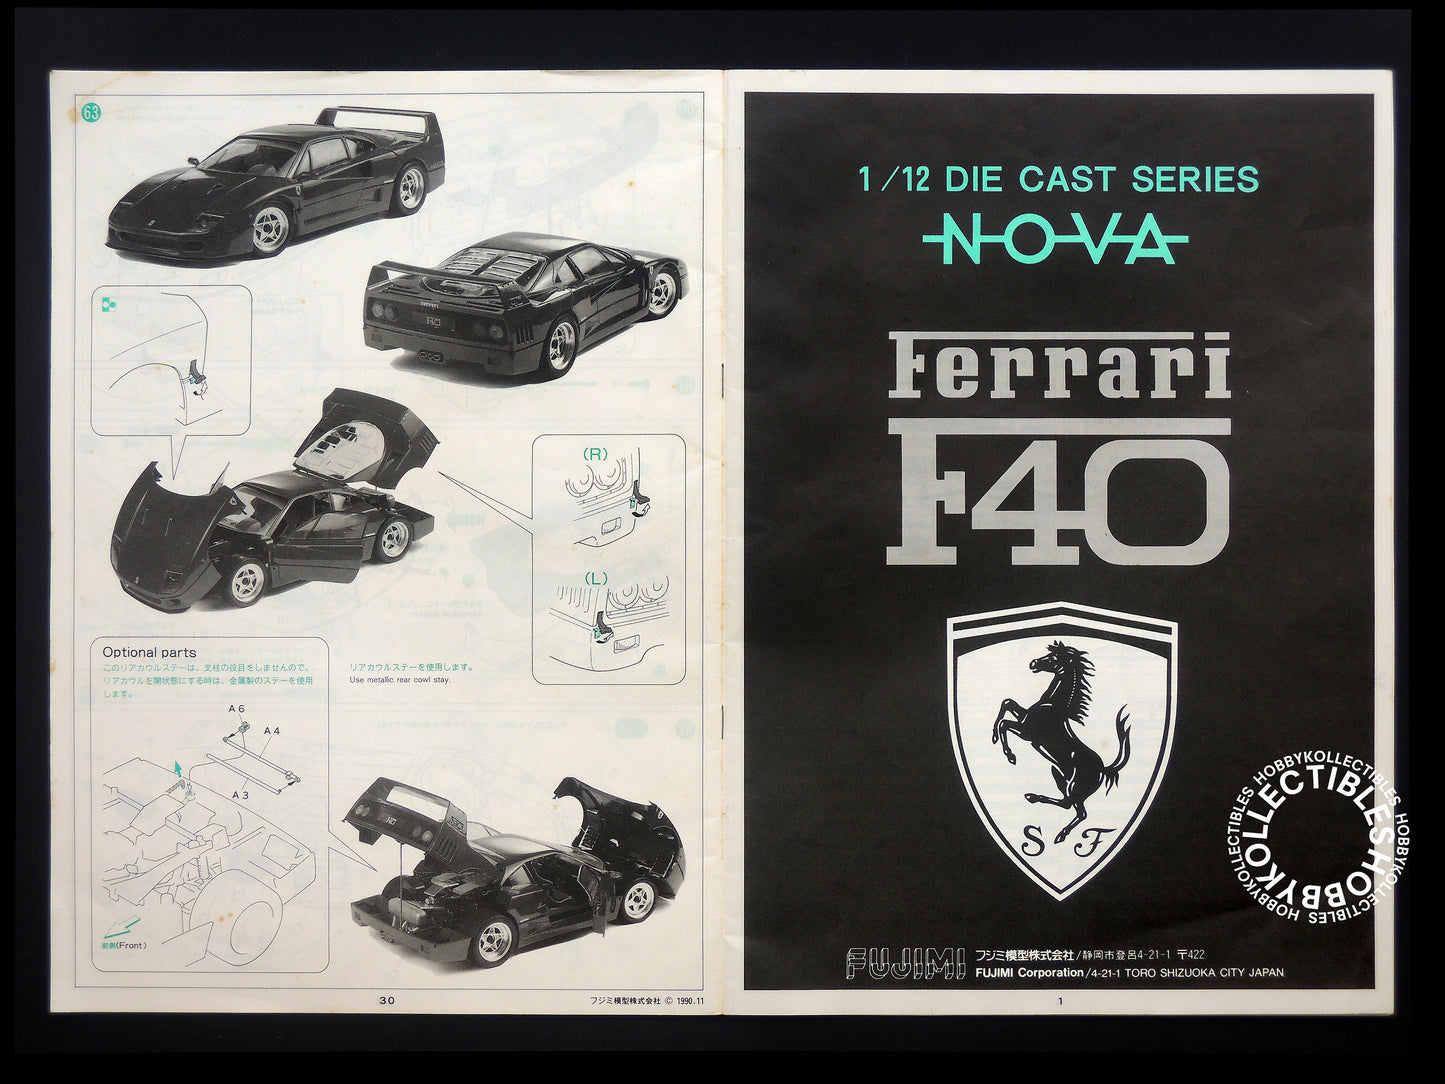 63
(R)
(L)
Optional parts
このリアカウルステーは、支柱の役目をしませんので、
リアカウルを開状態にする時は、金属製のステーを使用
します。
リアカウルステーを使用します。
Use metallic rear cowl stay.
A6
A4
A3
前側(Front)
30
フジミ模型株式会社 © 1990.11
1/12 DIE CAST SERIES
NOVA
Ferrari
F40
S F
FUJIMI
フジミ模型株式会社/静岡市登呂4-21-1 〒422
FUJIMI Corporation/4-21-1 TORO SHIZUOKA CITY JAPAN
1
HOBBYKOLLECTIBLES HOBBYKOLLECTIBLES HOBBYKOLLECTIBLES
HOBBYKOLLECTIBLES